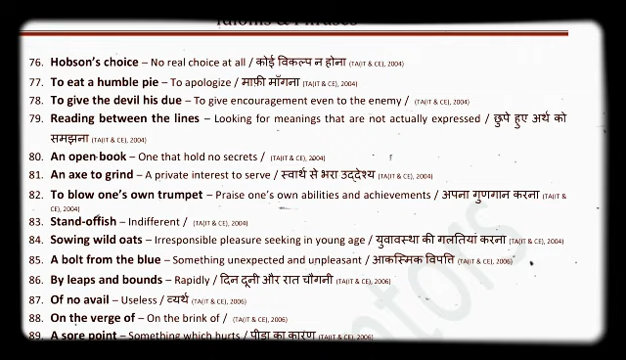 Idioms & Phrases
76. Hobson's choice – No real choice at all / कोई विकल्प न होना (TA(IT & CE), 2004)
77. To eat a humble pie – To apologize / माफ़ी माँगना (TA(IT & CE), 2004)
78. To give the devil his due – To give encouragement even to the enemy / (TA(IT & CE), 2004)
79. Reading between the lines – Looking for meanings that are not actually expressed / छुपे हुए अर्थ को
समझना (TA(IT & CE), 2004)
80. An open book – One that hold no secrets / (TA(IT & CE), 2004)
81. An axe to grind – A private interest to serve / स्वार्थ से भरा उद्देश्य (TA(IT & CE), 2004)
82. To blow one's own trumpet – Praise one's own abilities and achievements / अपना गुणगान करना (TA(IT &
CE), 2004)
83. Stand-offish – Indifferent / (TA(IT & CE), 2004)
84. Sowing wild oats – Irresponsible pleasure seeking in young age / युवावस्था की गलतियां करना (TA(IT & CE), 2004)
85. A bolt from the blue – Something unexpected and unpleasant / आकस्मिक विपति (TA(IT & CE), 2006)
86. By leaps and bounds – Rapidly / दिन दूनी और रात चौगनी (TA(IT & CE), 2006)
87. Of no avail – Useless / व्यर्थ (TA(IT & CE), 2006)
88. On the verge of – On the brink of / (TA(IT & CE), 2006)
89. A sore point – Something which hurts / पीड़ा का कारण (TA(IT & CE), 2006)